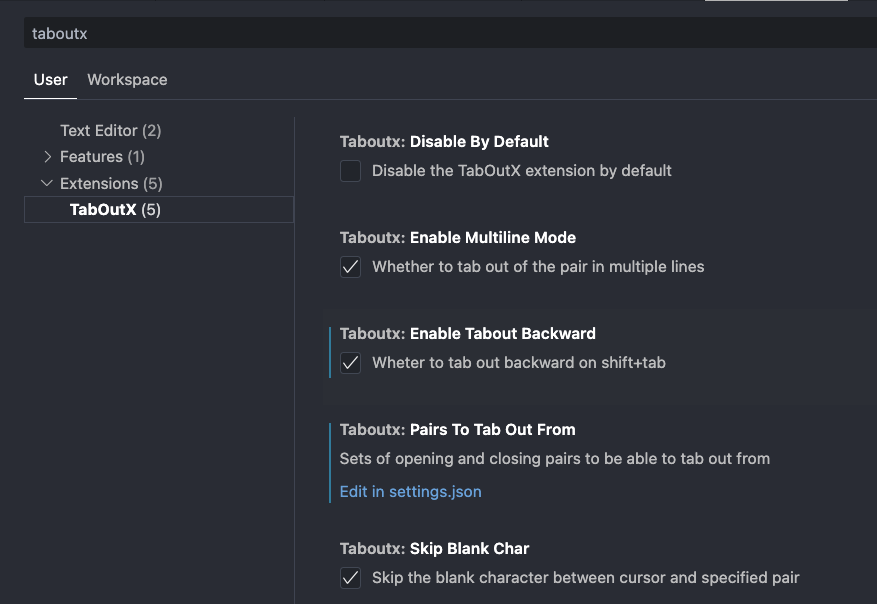 taboutx
User Workspace
Text Editor (2)
Features (1)
Extensions (5)
TabOutX (5)
Taboutx: Disable By Default
Disable the TabOutX extension by default
Taboutx: Enable Multiline Mode
Whether to tab out of the pair in multiple lines
Taboutx: Enable Tabout Backward
Wheter to tab out backward on shift+tab
Taboutx: Pairs To Tab Out From
Sets of opening and closing pairs to be able to tab out from
Edit in settings.json
Taboutx: Skip Blank Char
Skip the blank character between cursor and specified pair